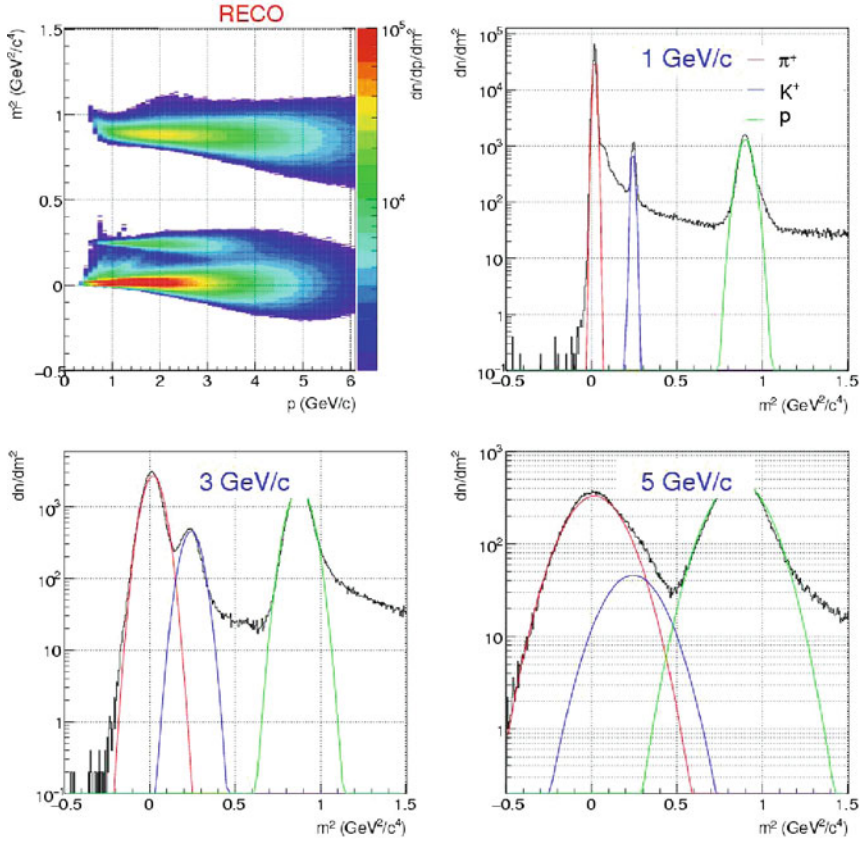 RECO
m² (GeV²/c⁴)
1.5
1
0.5
0
−0.5
0 1 2 3 4 5 6
p (GeV/c)
10⁵
10⁴
dn/dp/dm²
dn/dm²
10⁵
10⁴
10³
10²
10
1
10⁻¹
1 GeV/c
π⁺
K⁺
p
−0.5 0 0.5 1 1.5
m² (GeV²/c⁴)
dn/dm²
10³
10²
10
1
10⁻¹
3 GeV/c
−0.5 0 0.5 1 1.5
m² (GeV²/c⁴)
dn/dm²
10³
10²
10
1
5 GeV/c
−0.5 0 0.5 1 1.5
m² (GeV²/c⁴)